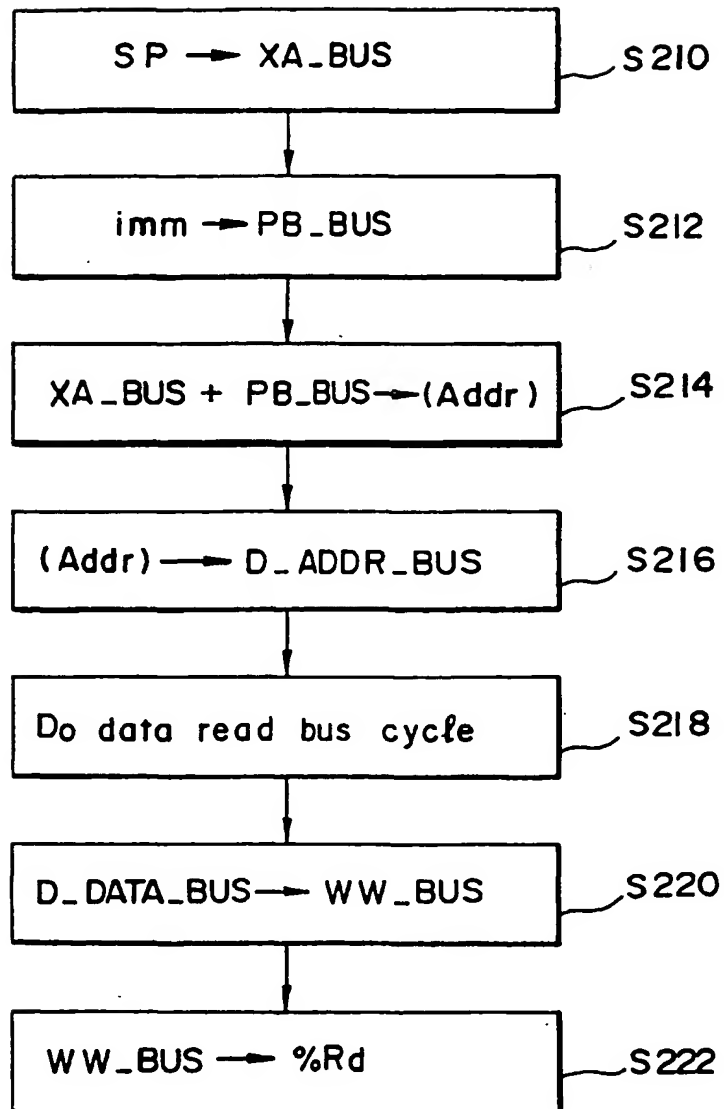 SP → XA_BUS S210
imm → PB_BUS S212
XA_BUS + PB_BUS → (Addr) S214
(Addr) → D_ADDR_BUS S216
Do data read bus cycle S218
D_DATA_BUS → WW_BUS S220
WW_BUS → %Rd S222